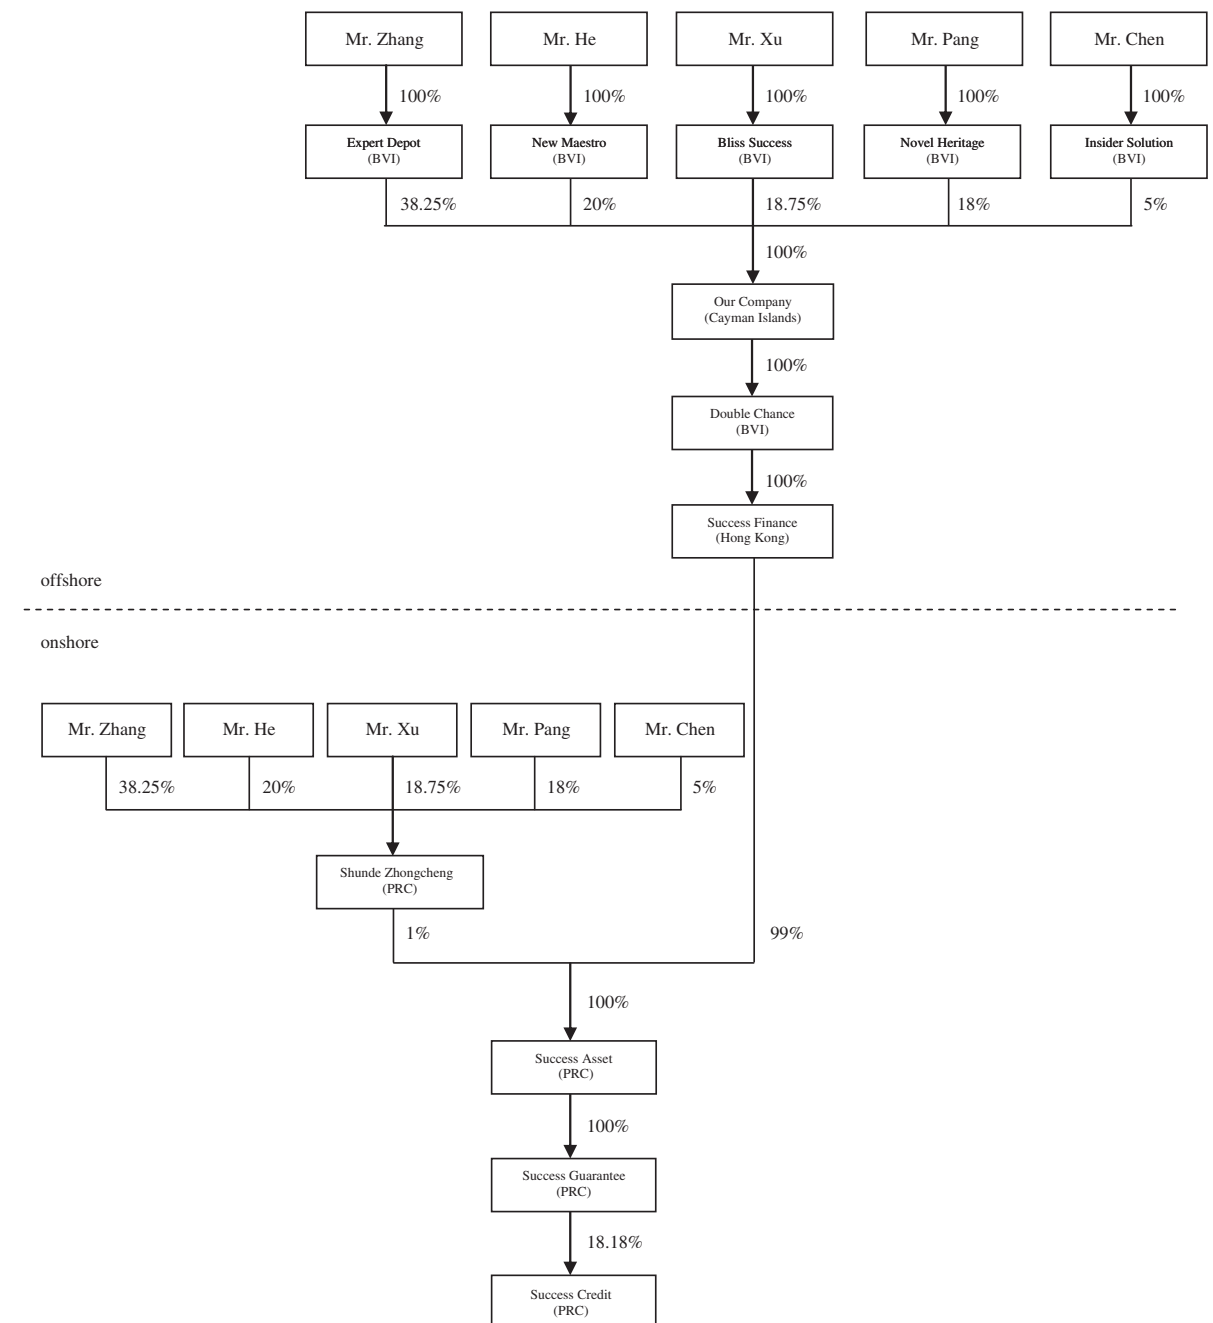 Mr. Zhang
Mr. He
Mr. Xu
Mr. Pang
Mr. Chen
100%
100%
100%
100%
100%
Expert Depot
(BVI)
New Maestro
(BVI)
Bliss Success
(BVI)
Novel Heritage
(BVI)
Insider Solution
(BVI)
38.25%
20%
18.75%
18%
5%
100%
Our Company
(Cayman Islands)
100%
Double Chance
(BVI)
100%
Success Finance
(Hong Kong)
offshore
onshore
Mr. Zhang
Mr. He
Mr. Xu
Mr. Pang
Mr. Chen
38.25%
20%
18.75%
18%
5%
Shunde Zhongcheng
(PRC)
1%
99%
100%
Success Asset
(PRC)
100%
Success Guarantee
(PRC)
18.18%
Success Credit
(PRC)